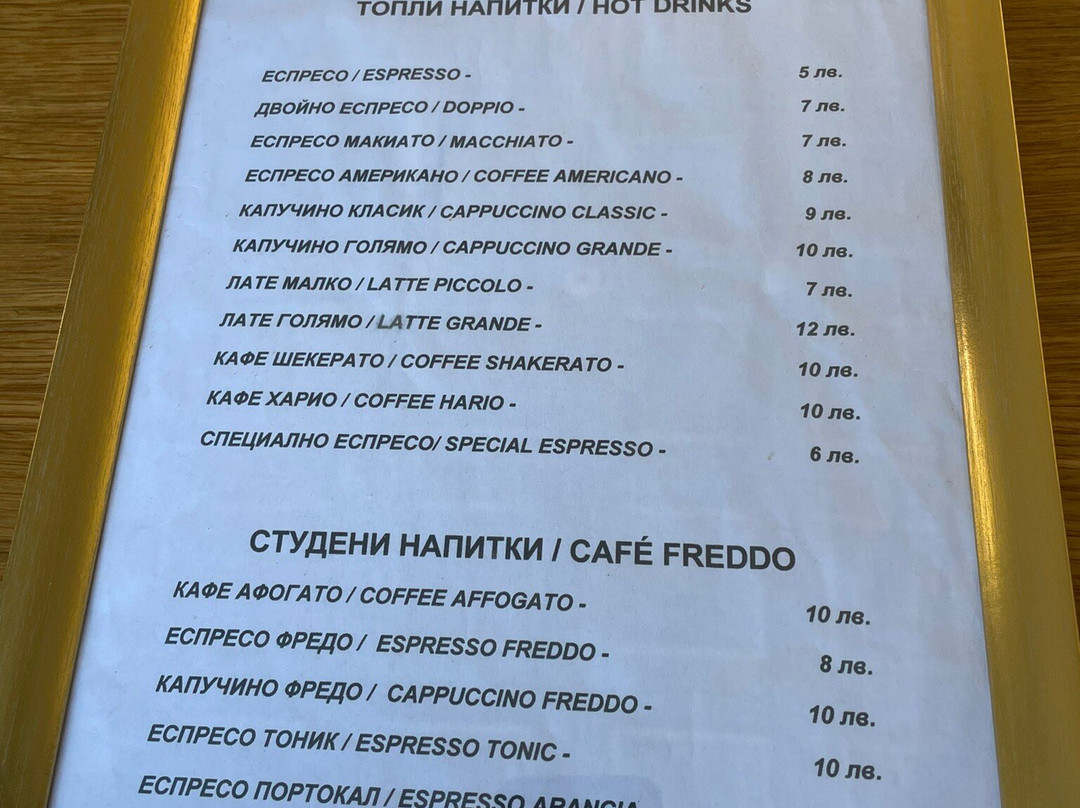 ТОПЛИ НАПИТКИ / HOT DRINKS
ЕСПРЕСО / ESPRESSO - 5 лв.
ДВОЙНО ЕСПРЕСО / DOPPIO - 7 лв.
ЕСПРЕСО МАКИАТО / MACCHIATO - 7 лв.
ЕСПРЕСО АМЕРИКАНО / COFFEE AMERICANO - 8 лв.
КАПУЧИНО КЛАСИК / CAPPUCCINO CLASSIC - 9 лв.
КАПУЧИНО ГОЛЯМО / CAPPUCCINO GRANDE - 10 лв.
ЛАТЕ МАЛКО / LATTE PICCOLO - 7 лв.
ЛАТЕ ГОЛЯМО / LATTE GRANDE - 12 лв.
КАФЕ ШЕКЕРАТО / COFFEE SHAKERATO - 10 лв.
КАФЕ ХАРИО / COFFEE HARIO - 10 лв.
СПЕЦИАЛНО ЕСПРЕСО/ SPECIAL ESPRESSO - 6 лв.
СТУДЕНИ НАПИТКИ / CAFÉ FREDDO
КАФЕ АФОГАТО / COFFEE AFFOGATO - 10 лв.
ЕСПРЕСО ФРЕДО / ESPRESSO FREDDO - 8 лв.
КАПУЧИНО ФРЕДО / CAPPUCCINO FREDDO - 10 лв.
ЕСПРЕСО ТОНИК / ESPRESSO TONIC - 10 лв.
ЕСПРЕСО ПОРТОКАЛ / ESPRESSO ARANCIA